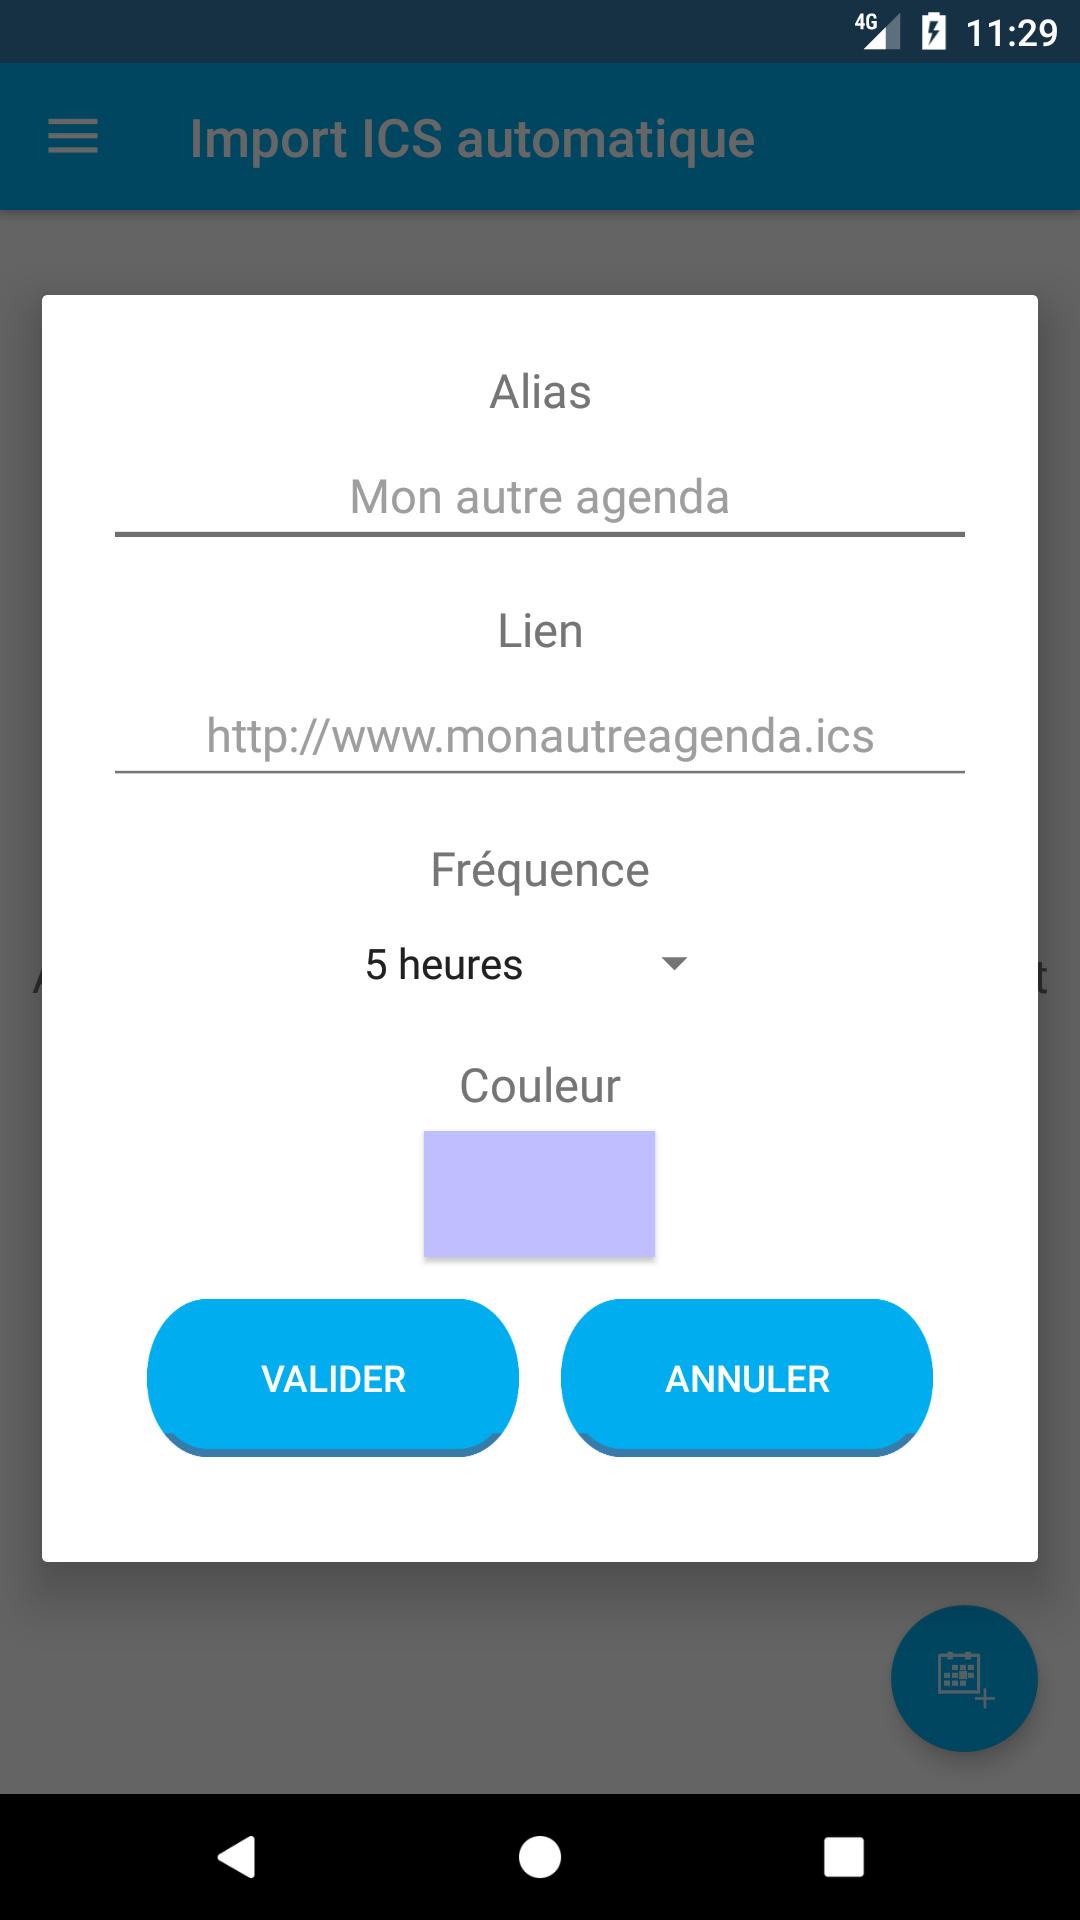 4G 11:29
Import ICS automatique
Alias
Mon autre agenda
Lien
http://www.monautreagenda.ics
Fréquence
5 heures
Couleur
VALIDER ANNULER